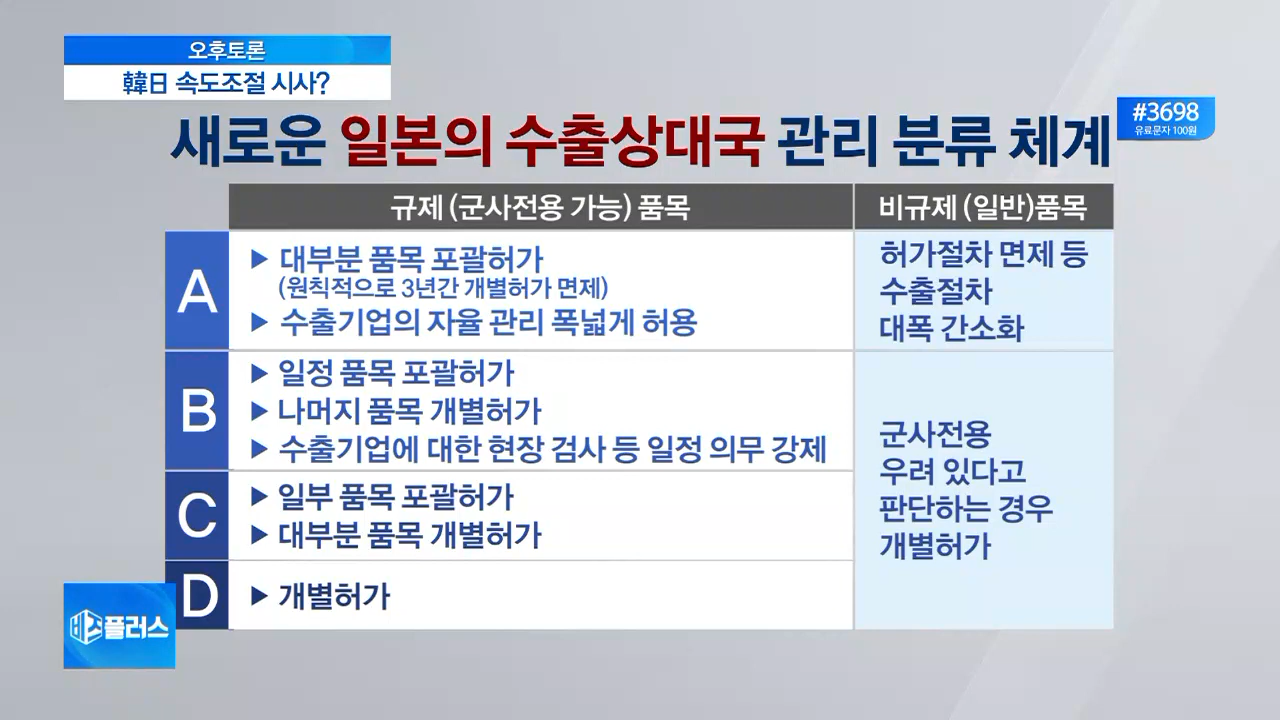 오후토론
韓日 속도조절 시사?
#3698
유료문자 100원
새로운 일본의 수출상대국 관리 분류 체계
규제 (군사전용 가능) 품목
비규제 (일반)품목
A
▶ 대부분 품목 포괄허가
(원칙적으로 3년간 개별허가 면제)
▶ 수출기업의 자율 관리 폭넓게 허용
허가절차 면제 등
수출절차
대폭 간소화
B
▶ 일정 품목 포괄허가
▶ 나머지 품목 개별허가
▶ 수출기업에 대한 현장 검사 등 일정 의무 강제
C
▶ 일부 품목 포괄허가
▶ 대부분 품목 개별허가
D
▶ 개별허가
군사전용
우려 있다고
판단하는 경우
개별허가
비즈플러스